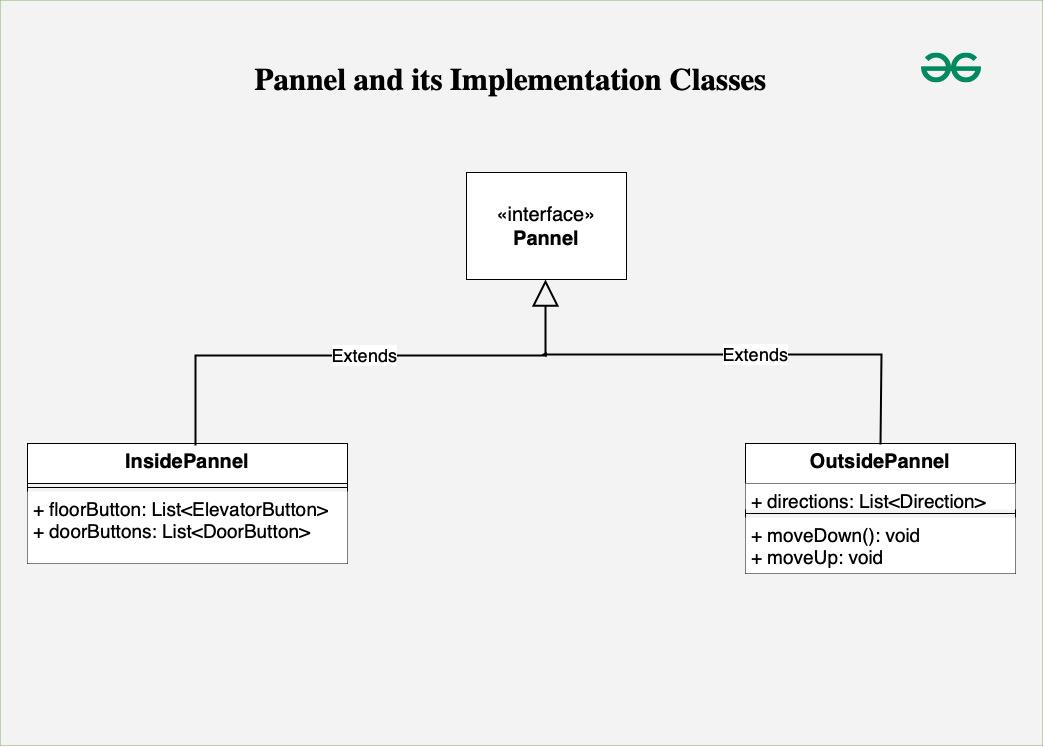 Pannel and its Implementation Classes
«interface»
Pannel
Extends
Extends
InsidePannel
+ floorButton: List<ElevatorButton>
+ doorButtons: List<DoorButton>
OutsidePannel
+ directions: List<Direction>
+ moveDown(): void
+ moveUp: void